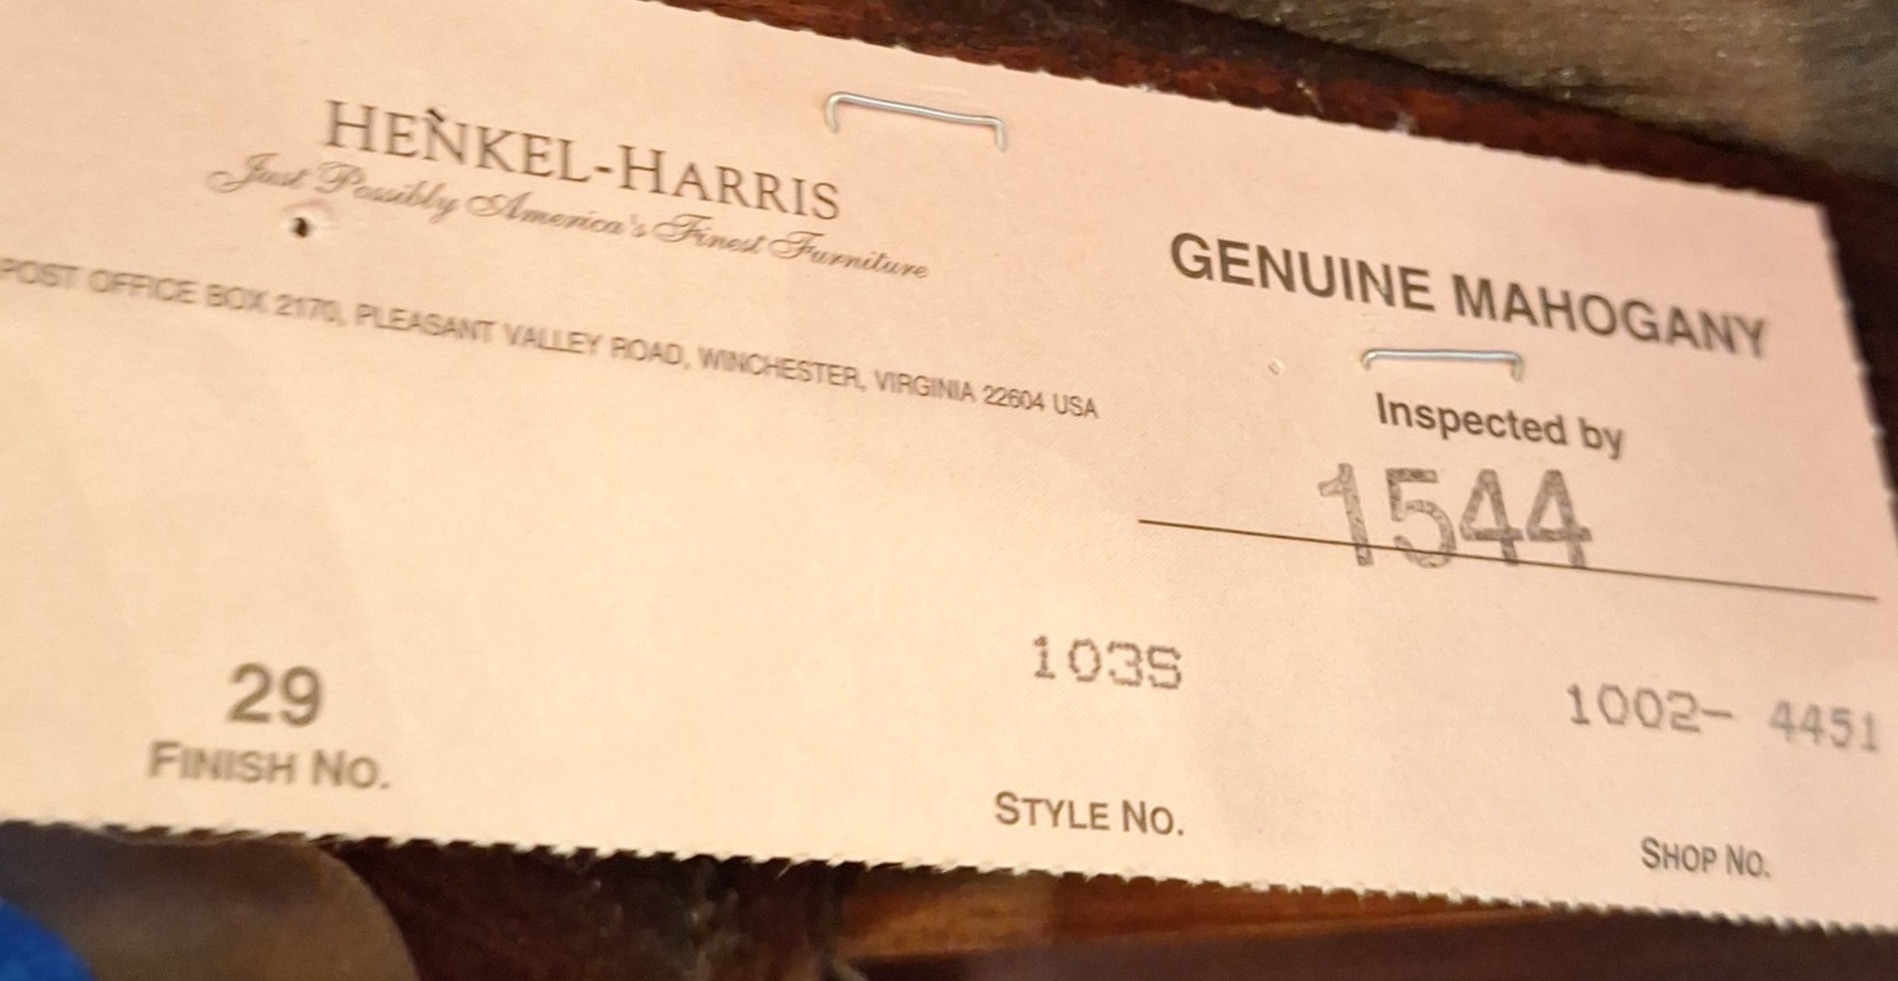 HEÑKEL-HARRIS
Just Possibly America's Finest Furniture
POST OFFICE BOX 2170, PLEASANT VALLEY ROAD, WINCHESTER, VIRGINIA 22604 USA
GENUINE MAHOGANY
Inspected by
1544
29
FINISH NO.
103S
STYLE NO.
1002- 4451
SHOP NO.